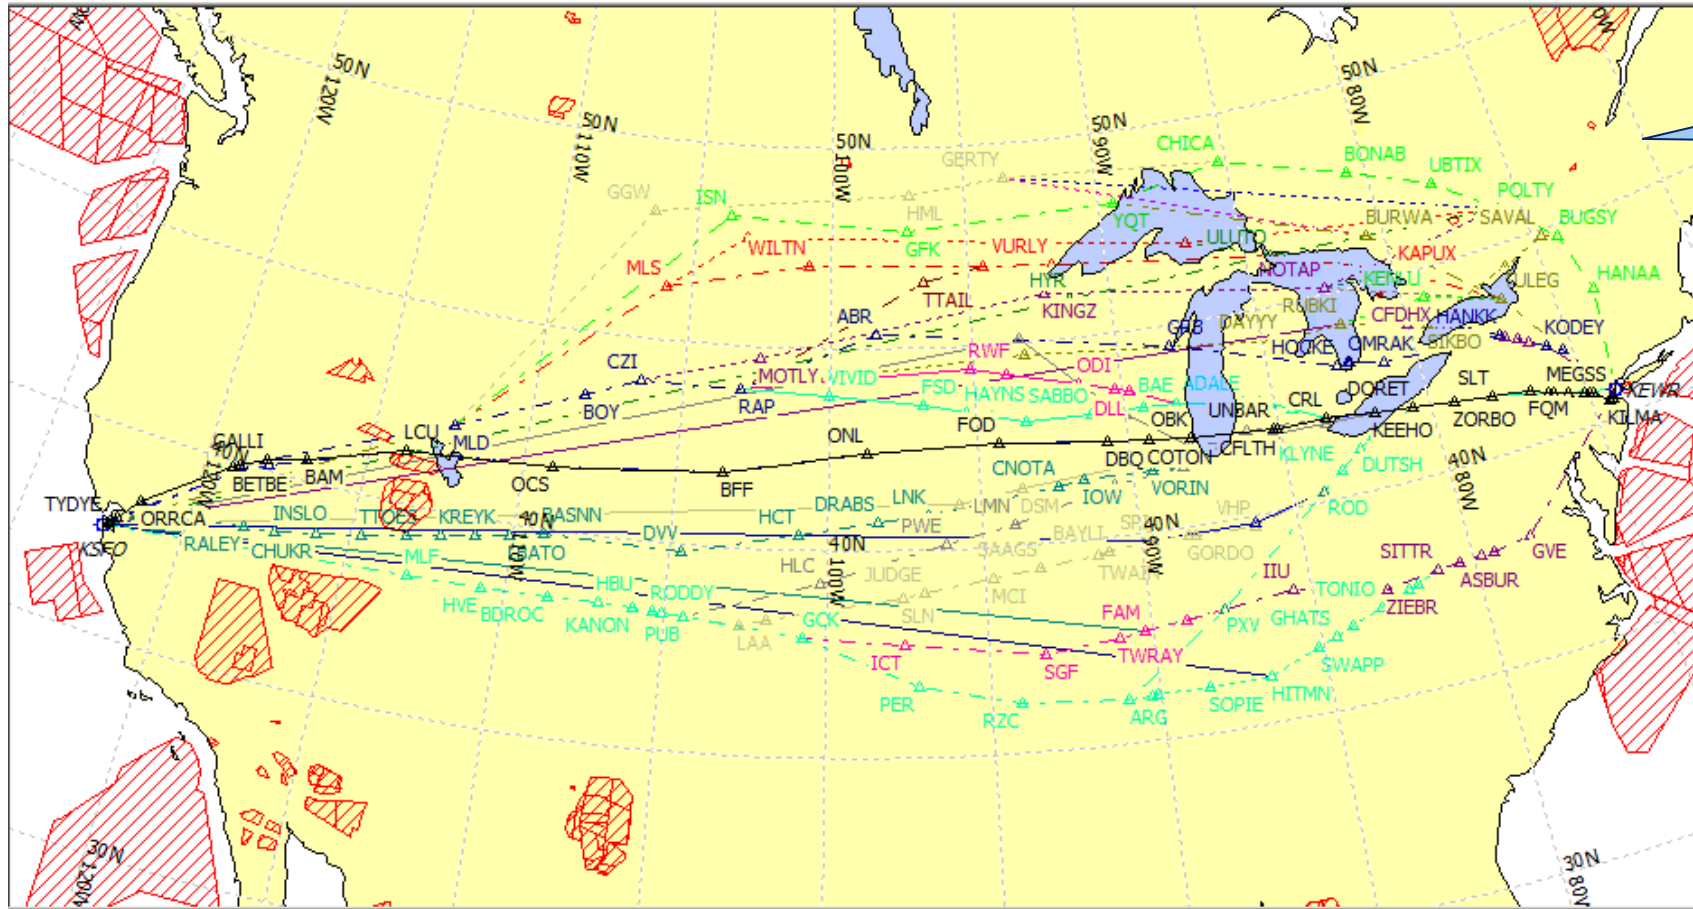 50N
120W
50N
110W
50N
100W
50N
90W
50N
80W
GERTY
CHICA
BONAB
UBTIX
POLTY
GGW
ISN
HML
YQT
BURWA
SAVAL
BUGSY
WILTN
GFK
VURLY
ULUTO
KAPUX
MLS
TTAIL
HYR
NOTAP
KENLU
ULEG
HANAA
KINGZ
RUBKI
CFDHX
HANKK
ABR
GRB
DAYYY
KODEY
CZI
RWF
HOCKE
OMRAK
SIKBO
MOTLY
VIVID
ODI
BOY
RAP
FSD
HAYNS
SABBO
BAE
ADALE
DORET
SLT
MEGSS
KEWR
DLL
OBK
UNBAR
CRL
ZORBO
FQM
KILMA
GALLI
40N
120W
LCU
MLD
ONL
FOD
CFLTH
KEEHO
BETBE
BAM
OCS
BFF
DBQ
COTON
KLYNE
DUTSH
40N
80W
TYDYE
CNOTA
IOW
VORIN
ORRCA
INSLO
KREYK
40N
110W
DRABS
LNK
LMN
DSM
ROD
KSFO
RALEY
CHUKR
DVV
HCT
PWE
VHP
40N
90W
BAYLI
GORDO
MLF
HBU
RODDY
HLC
40N
100W
JUDGE
TWAIN
IIU
SITTR
GVE
ASBUR
HVE
BDROC
KANON
PUB
GCK
SLN
MCI
FAM
PXV
GHATS
TONIO
ZIEBR
LAA
ICT
SGF
TWRAY
SWAPP
PER
RZC
ARG
SOPIE
HITMN
30N
120W
30N
80W